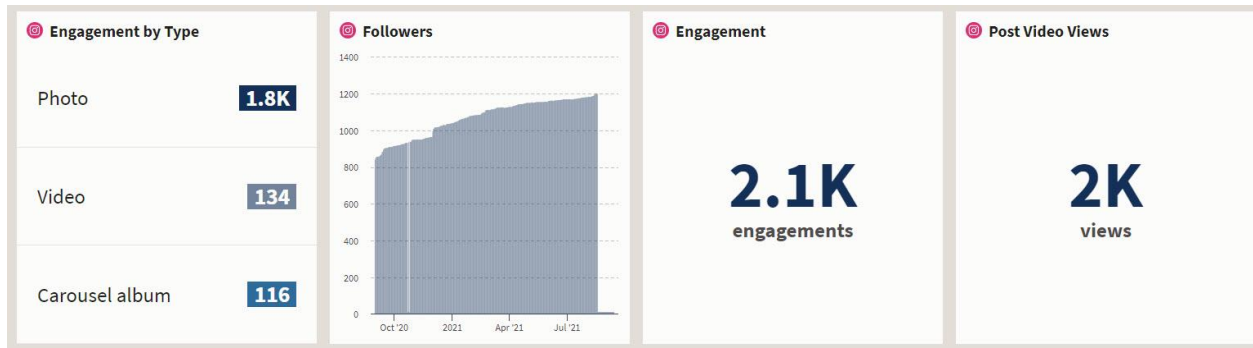 Engagement by Type
Photo
1.8K
Video
134
Carousel album
116
Followers
1400
1200
1000
800
600
400
200
0
Oct '20
2021
Apr '21
Jul '21
Engagement
2.1K
engagements
Post Video Views
2K
views